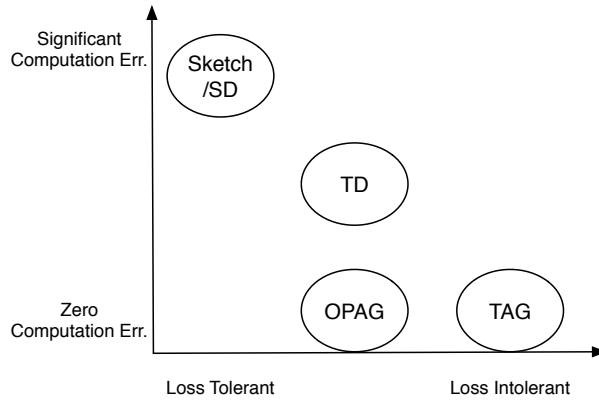 Significant
Computation Err.
Sketch
/SD
TD
OPAG
TAG
Zero
Computation Err.
Loss Tolerant
Loss Intolerant